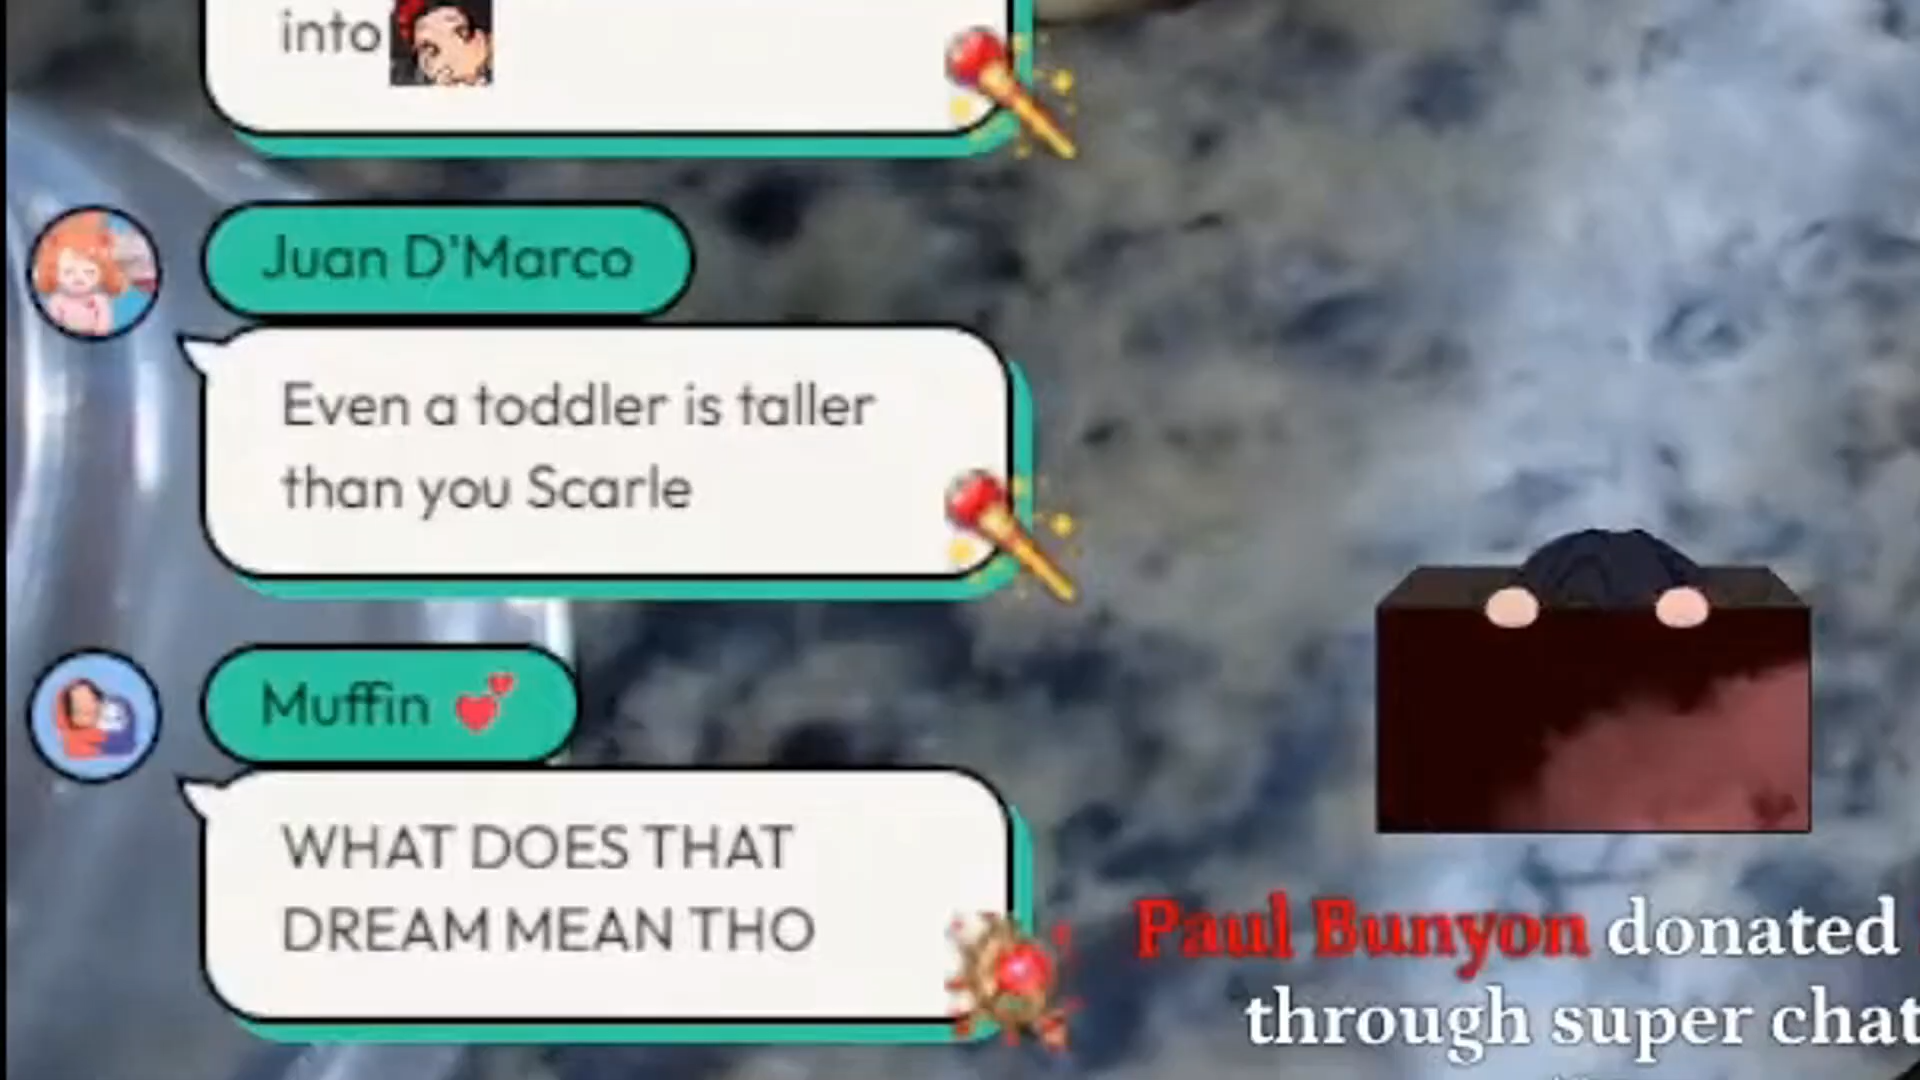 into
Juan D'Marco
Even a toddler is taller
than you Scarle
Muffin 💕
WHAT DOES THAT
DREAM MEAN THO
Paul Bunyon donated
through super chat